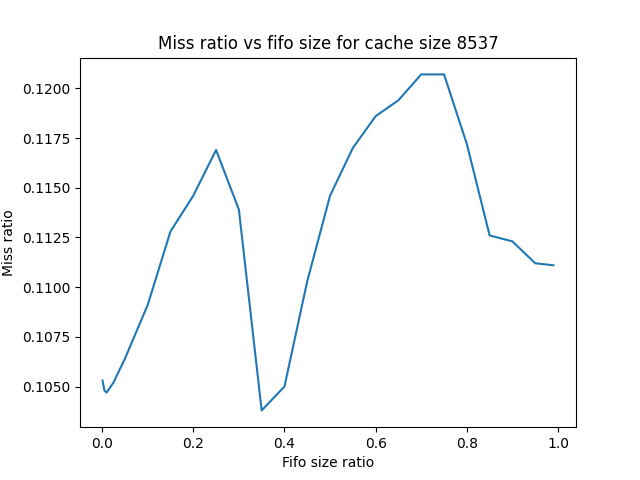 Miss ratio vs fifo size for cache size 8537
0.1200
0.1175
0.1150
0.1125
0.1100
0.1075
0.1050
Miss ratio
0.0 0.2 0.4 0.6 0.8 1.0
Fifo size ratio